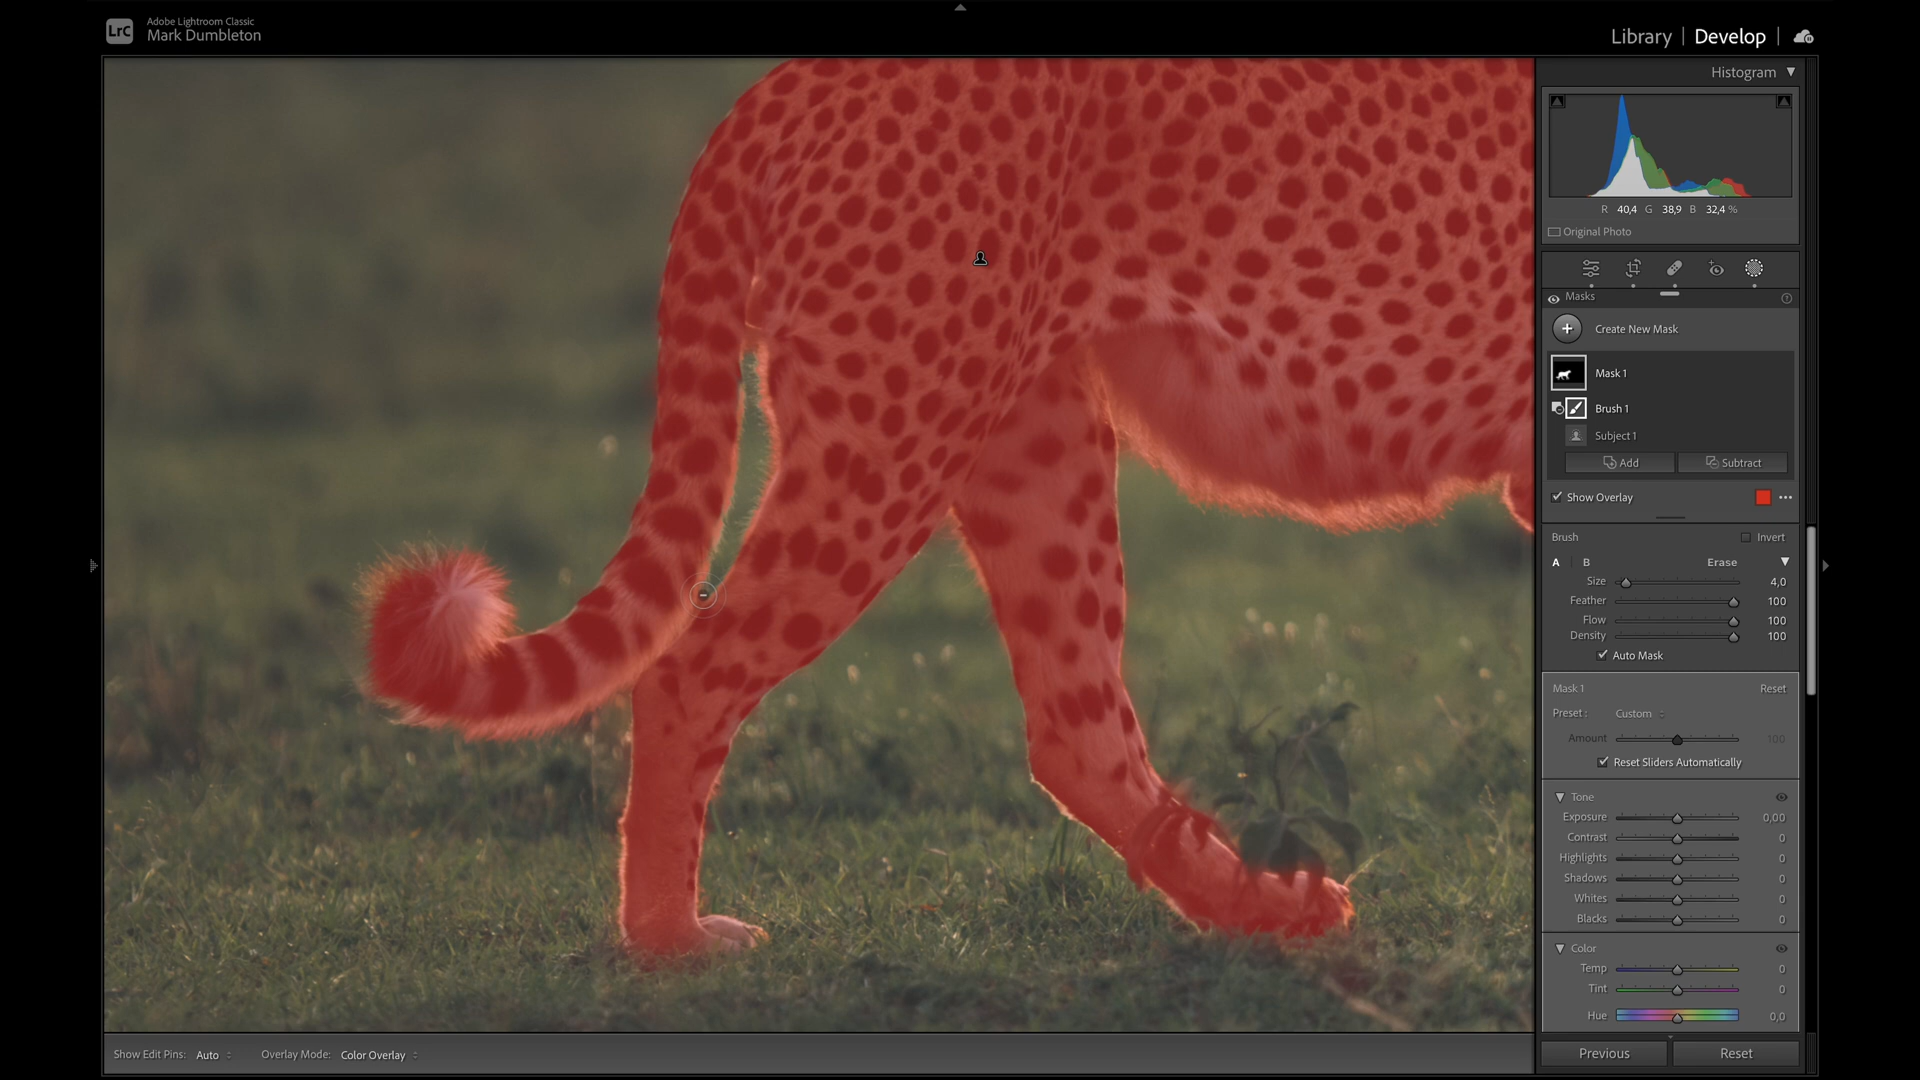 LrC
Adobe Lightroom Classic
Mark Dumbleton
Library | Develop
Histogram
R 40,4 G 38,9 B 32,4 %
Original Photo
Masks
Create New Mask
Mask 1
Brush 1
Subject 1
Add
Subtract
Show Overlay
Brush
Invert
A B Erase
Size 4,0
Feather 100
Flow 100
Density 100
Auto Mask
Mask 1 Reset
Preset : Custom
Amount 100
Reset Sliders Automatically
Tone
Exposure 0,00
Contrast 0
Highlights 0
Shadows 0
Whites 0
Blacks 0
Color
Temp 0
Tint 0
Hue 0,0
Show Edit Pins: Auto Overlay Mode: Color Overlay
Previous Reset